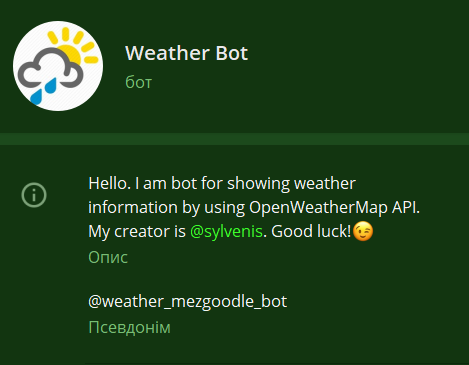 Weather Bot
бот
Hello. I am bot for showing weather
information by using OpenWeatherMap API.
My creator is @sylvenis. Good luck!😉
Опис
@weather_mezgoodle_bot
Псевдонім